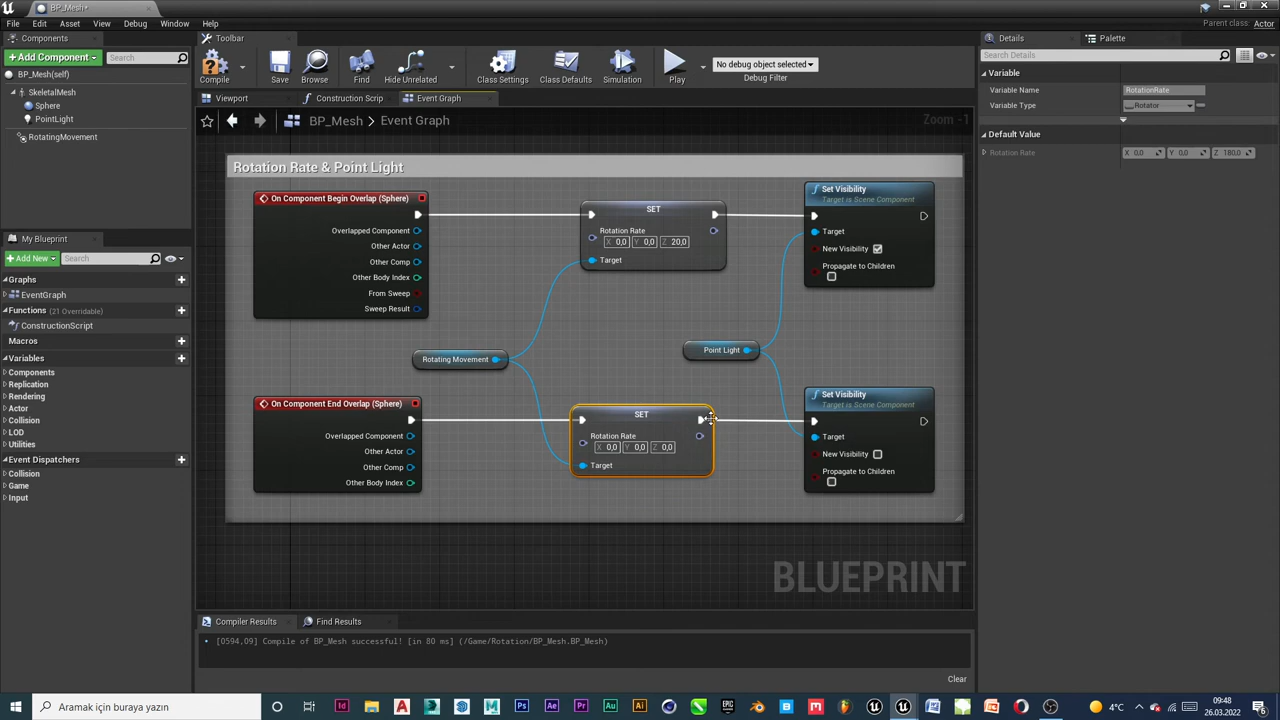 BP_Mesh*
File Edit Asset View Debug Window Help
Parent class: Actor
Components
Add Component
Search
BP_Mesh(self)
SkeletalMesh
Sphere
PointLight
RotatingMovement
My Blueprint
Add New
Search
Graphs
EventGraph
Functions (21 Overridable)
ConstructionScript
Macros
Variables
Components
Replication
Rendering
Actor
Collision
LOD
Utilities
Event Dispatchers
Collision
Game
Input
Toolbar
Compile
Save
Browse
Find
Hide Unrelated
Class Settings
Class Defaults
Simulation
Play
No debug object selected
Debug Filter
Viewport
Construction Scrip
Event Graph
BP_Mesh > Event Graph
Zoom -1
Rotation Rate & Point Light
On Component Begin Overlap (Sphere)
Overlapped Component
Other Actor
Other Comp
Other Body Index
From Sweep
Sweep Result
SET
Rotation Rate
X 0,0 Y 0,0 Z 20,0
Target
Set Visibility
Target is Scene Component
Target
New Visibility
Propagate to Children
Rotating Movement
Point Light
On Component End Overlap (Sphere)
Overlapped Component
Other Actor
Other Comp
Other Body Index
SET
Rotation Rate
X 0,0 Y 0,0 Z 0,0
Target
Set Visibility
Target is Scene Component
Target
New Visibility
Propagate to Children
BLUEPRINT
Compiler Results
Find Results
[0594,09] Compile of BP_Mesh successful! [in 80 ms] (/Game/Rotation/BP_Mesh.BP_Mesh)
Clear
Details
Palette
Search Details
Variable
Variable Name RotationRate
Variable Type Rotator
Default Value
Rotation Rate X 0,0 Y 0,0 Z 180,0
Aramak için buraya yazın
4°C
09:48
26.03.2022